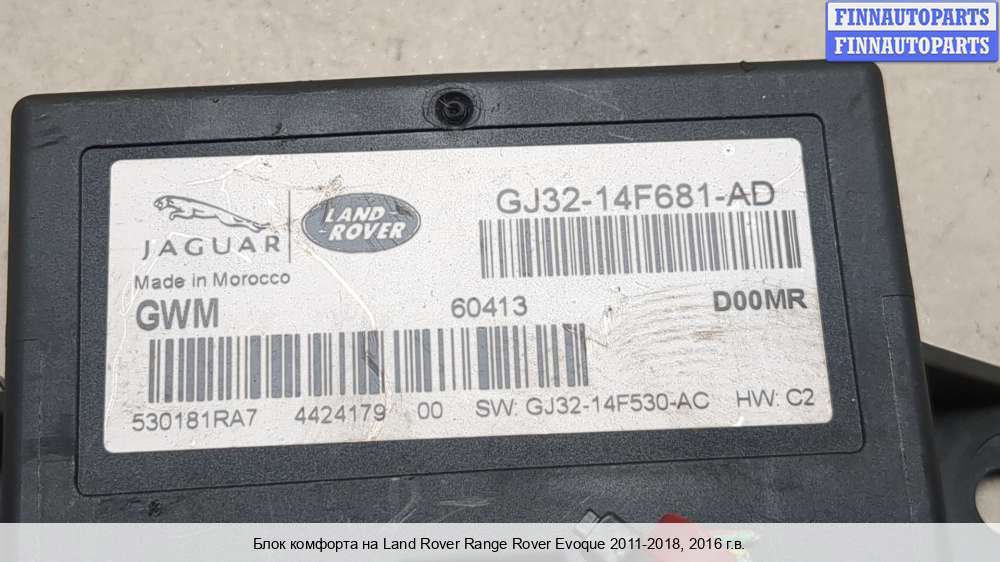 FINNAUTOPARTS
FINNAUTOPARTS
JAGUAR
LAND
ROVER
GJ32-14F681-AD
Made in Morocco
GWM 60413 D00MR
530181RA7 4424179 00 SW: GJ32-14F530-AC HW: C2
Блок комфорта на Land Rover Range Rover Evoque 2011-2018, 2016 г.в.